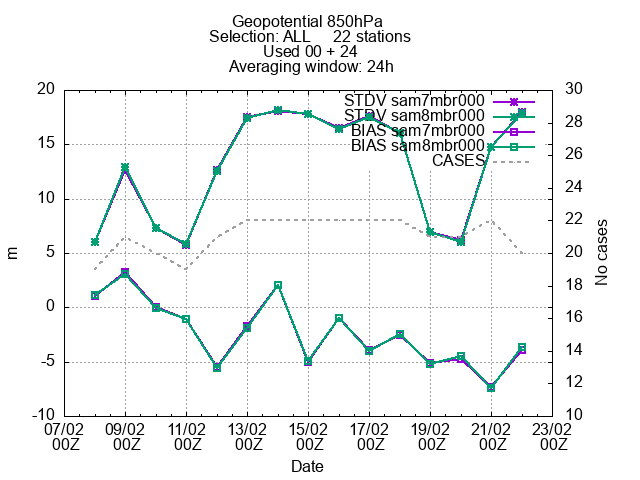 Geopotential 850hPa
Selection: ALL 22 stations
Used 00 + 24
Averaging window: 24h
STDV sam7mbr000
STDV sam8mbr000
BIAS sam7mbr000
BIAS sam8mbr000
CASES
20
15
10
5
0
-5
-10
m
30
28
26
24
22
20
18
16
14
12
10
No cases
07/02 09/02 11/02 13/02 15/02 17/02 19/02 21/02 23/02
00Z 00Z 00Z 00Z 00Z 00Z 00Z 00Z 00Z
Date